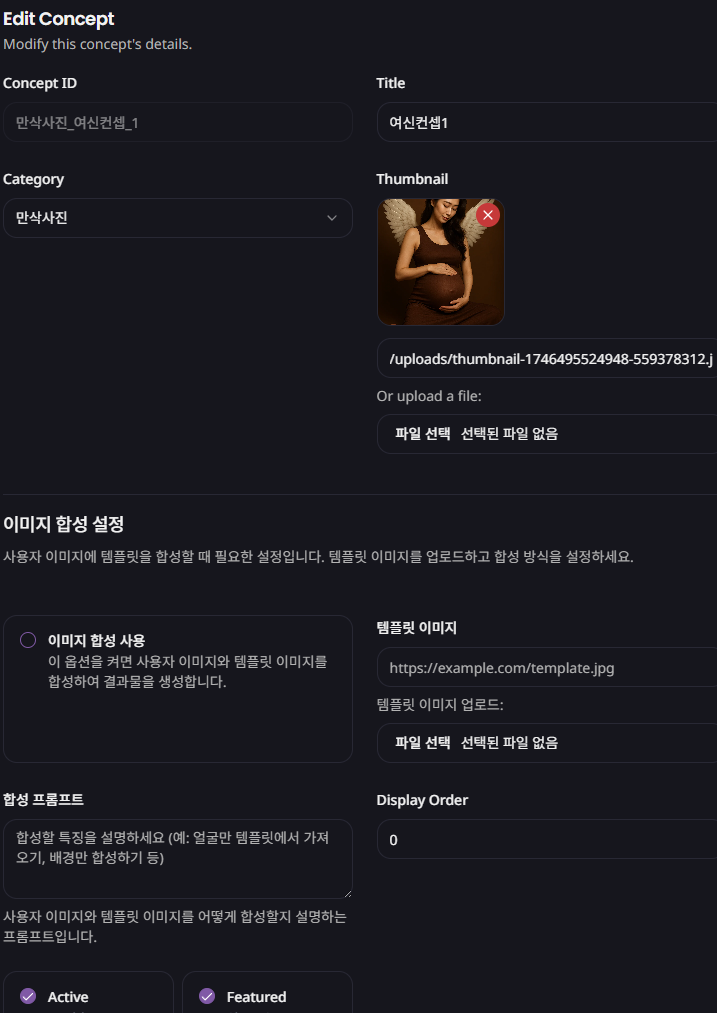 Edit Concept
Modify this concept's details.
Concept ID
Title
만삭사진_여신컨셉_1
여신컨셉1
Category
Thumbnail
만삭사진
/uploads/thumbnail-1746495524948-559378312.j
Or upload a file:
파일 선택 선택된 파일 없음
이미지 합성 설정
사용자 이미지에 템플릿을 합성할 때 필요한 설정입니다. 템플릿 이미지를 업로드하고 합성 방식을 설정하세요.
이미지 합성 사용
이 옵션을 켜면 사용자 이미지와 템플릿 이미지를
합성하여 결과물을 생성합니다.
템플릿 이미지
https://example.com/template.jpg
템플릿 이미지 업로드:
파일 선택 선택된 파일 없음
합성 프롬프트
Display Order
합성할 특징을 설명하세요 (예: 얼굴만 템플릿에서 가져
오기, 배경만 합성하기 등)
0
사용자 이미지와 템플릿 이미지를 어떻게 합성할지 설명하는
프롬프트입니다.
Active
Featured